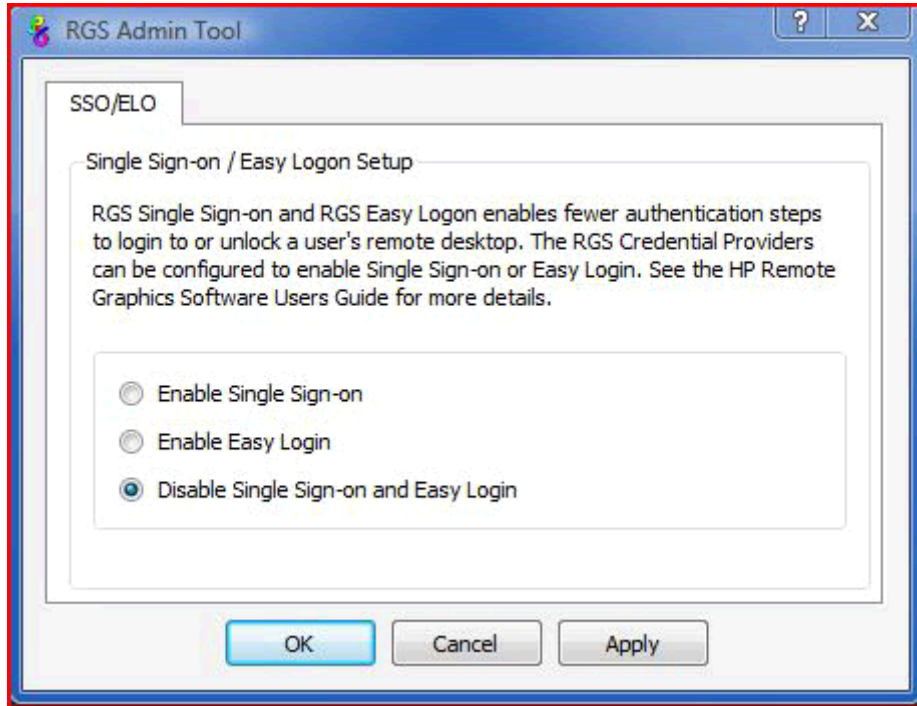 RGS Admin Tool
?
X
SSO/ELO
Single Sign-on / Easy Logon Setup
RGS Single Sign-on and RGS Easy Logon enables fewer authentication steps
to login to or unlock a user's remote desktop. The RGS Credential Providers
can be configured to enable Single Sign-on or Easy Login. See the HP Remote
Graphics Software Users Guide for more details.
Enable Single Sign-on
Enable Easy Login
Disable Single Sign-on and Easy Login
OK
Cancel
Apply